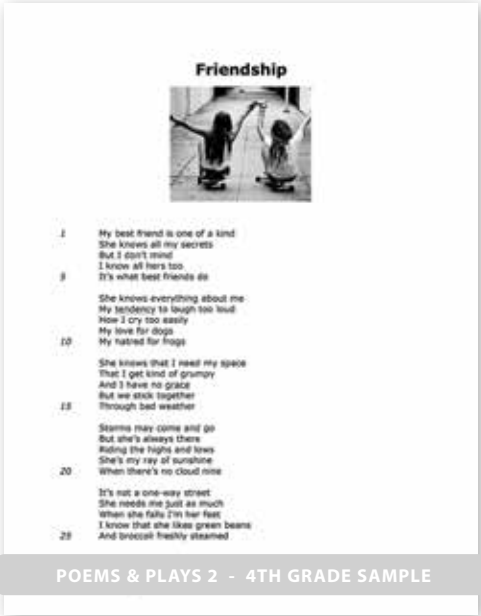 Friendship
1 My best friend is one of a kind
She knows all my secrets
But I don't mind
I know all hers too
5 It's what best friends do
She knows everything about me
My tendency to laugh too loud
How I cry too easily
My love for dogs
10 My hatred for frogs
She knows that I need my space
That I get kind of grumpy
And I have no grace
But we stick together
15 Through bad weather
Storms may come and go
But she's always there
Riding the highs and lows
She's my ray of sunshine
20 When there's no cloud nine
It's not a one-way street
She needs me just as much
When she falls I'm her feet
I know that she likes green beans
25 And broccoli freshly steamed
POEMS & PLAYS 2 - 4TH GRADE SAMPLE